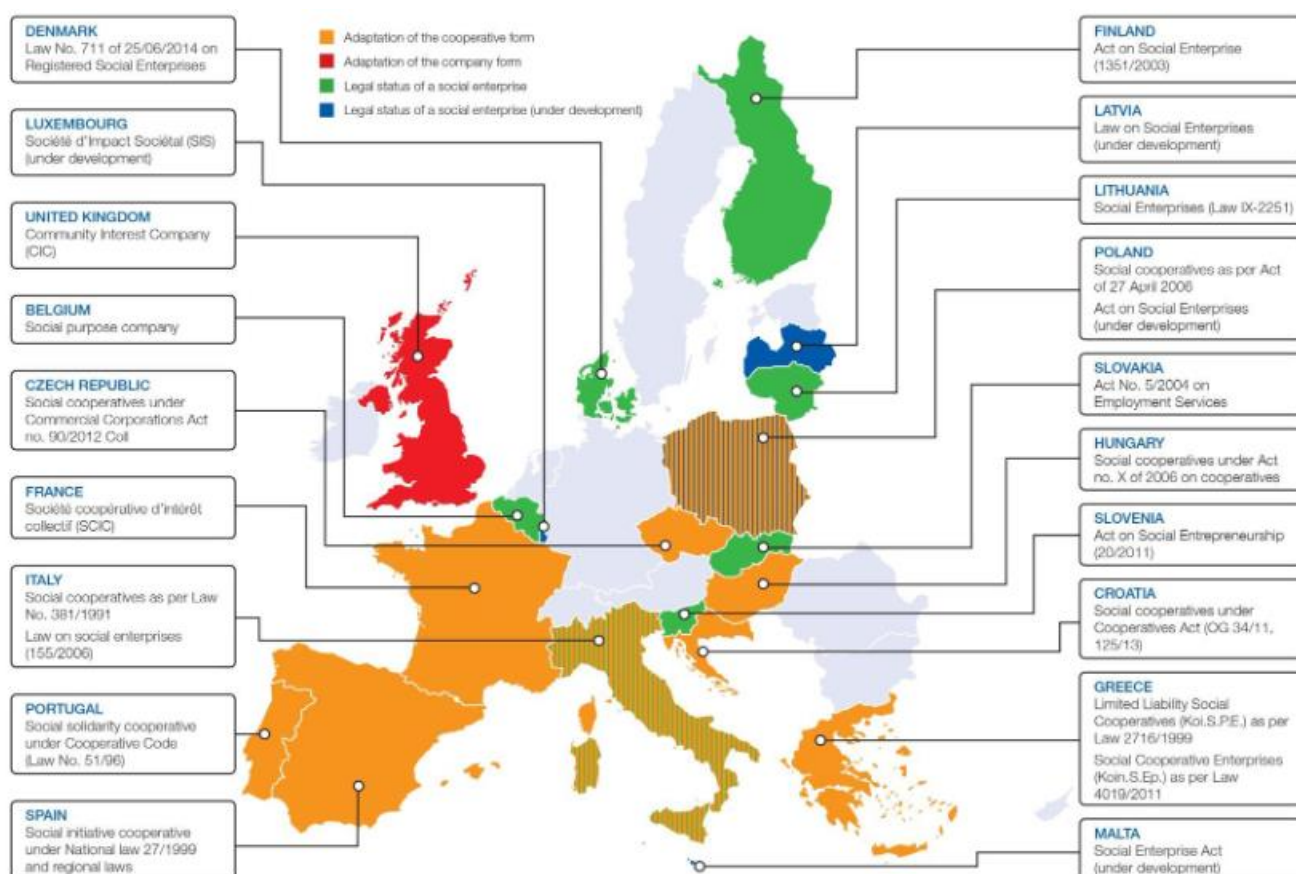 DENMARK
Law No. 711 of 25/06/2014 on
Registered Social Enterprises
LUXEMBOURG
Société d'Impact Sociétal (SIS)
(under development)
UNITED KINGDOM
Community Interest Company
(CIC)
BELGIUM
Social purpose company
CZECH REPUBLIC
Social cooperatives under
Commercial Corporations Act
no. 90/2012 Coll
FRANCE
Société coopérative d'intérêt
collectif (SCIC)
ITALY
Social cooperatives as per Law
No. 381/1991
Law on social enterprises
(155/2006)
PORTUGAL
Social solidarity cooperative
under Cooperative Code
(Law No. 51/96)
SPAIN
Social initiative cooperative
under National law 27/1999
and regional laws
Adaptation of the cooperative form
Adaptation of the company form
Legal status of a social enterprise
Legal status of a social enterprise (under development)
FINLAND
Act on Social Enterprise
(1351/2003)
LATVIA
Law on Social Enterprises
(under development)
LITHUANIA
Social Enterprises (Law IX-2251)
POLAND
Social cooperatives as per Act
of 27 April 2006
Act on Social Enterprises
(under development)
SLOVAKIA
Act No. 5/2004 on
Employment Services
HUNGARY
Social cooperatives under Act
no. X of 2006 on cooperatives
SLOVENIA
Act on Social Entrepreneurship
(20/2011)
CROATIA
Social cooperatives under
Cooperatives Act (OG 34/11,
125/13)
GREECE
Limited Liability Social
Cooperatives (Koi.S.P.E.) as per
Law 2716/1999
Social Cooperative Enterprises
(Koin.S.Ep.) as per Law
4019/2011
MALTA
Social Enterprise Act
(under development)